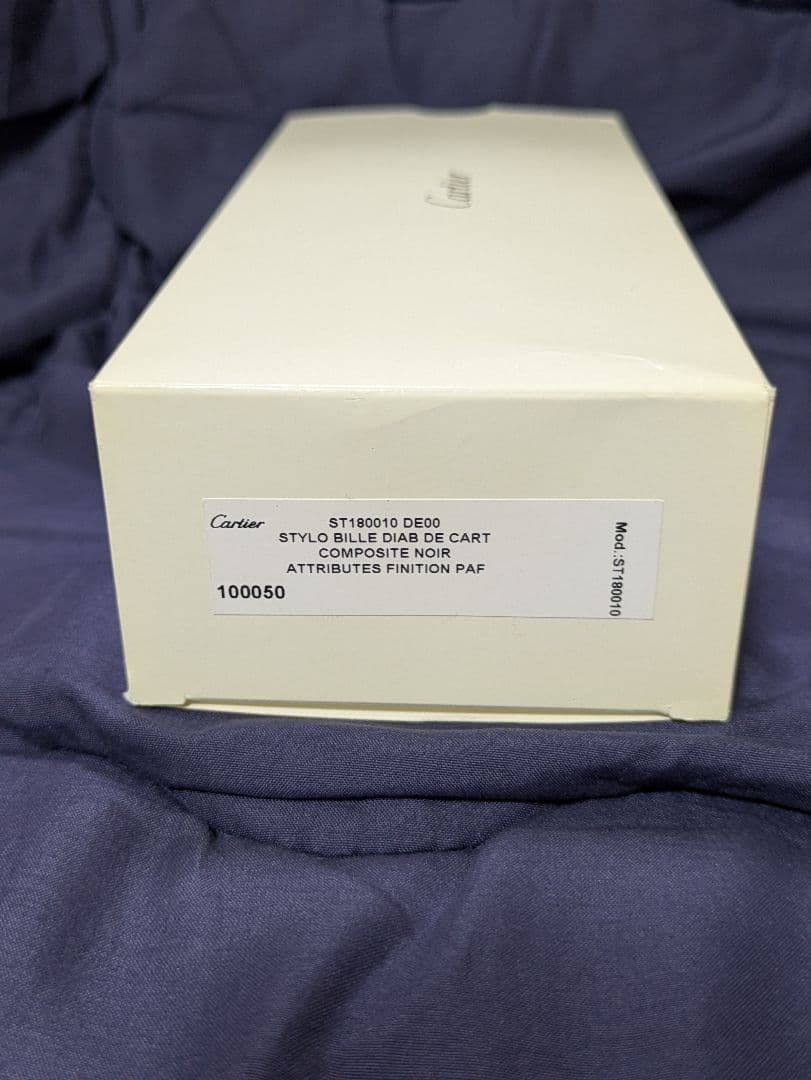 Cartier
Cartier
ST180010 DE00
STYLO BILLE DIAB DE CART
COMPOSITE NOIR
ATTRIBUTES FINITION PAF
100050
Mod.:ST180010